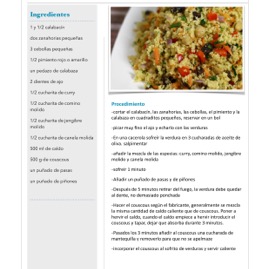 Ingredientes
1 y 1/2 calabacín
dos zanahorias pequeñas
3 cebollas pequeñas
1/2 pimiento rojo o amarillo
un pedazo de calabaza
2 dientes de ajo
1/2 cucharita de curry
1/2 cucharita de comino
molido
1/2 cucharita de jengibre
molido
1/2 cucharita de canela molida
500 ml de caldo
500 g de couscous
un puñado de pasas
un puñado de piñones
Procedimiento
-cortar el calabacín, las zanahorias, las cebollas, el pimiento y la
calabaza en cuadraditos pequeños, reservar en un bol
-picar muy fino el ajo y echarlo con las verduras
-En una cacerola sofreír la verdura en 3 cucharadas de aceite de
oliva, salpimentar
-añadir la mezcla de las especias -curry, comino molido, jengibre
molido y canela molida
-sofreír 1 minuto
-Añadir un puñado de pasas y de piñones
-Después de 5 minutos retirar del fuego, la verdura debe quedar
al dente, no demasiado ponchada
-Hacer el couscous según el fabricante, generalmente se mezcla
la misma cantidad de caldo caliente que de couscous. Poner a
hervir el caldo, cuando el caldo empiece a hervir introducir el
couscous y tapar, dejar que absorba durante 3 minutos.
-Pasados los 3 minutos añadir al couscous una cucharada de
mantequilla o removerlo para que no se apelmace
-Incorporar el couscous al sofrito de verduras y servir caliente